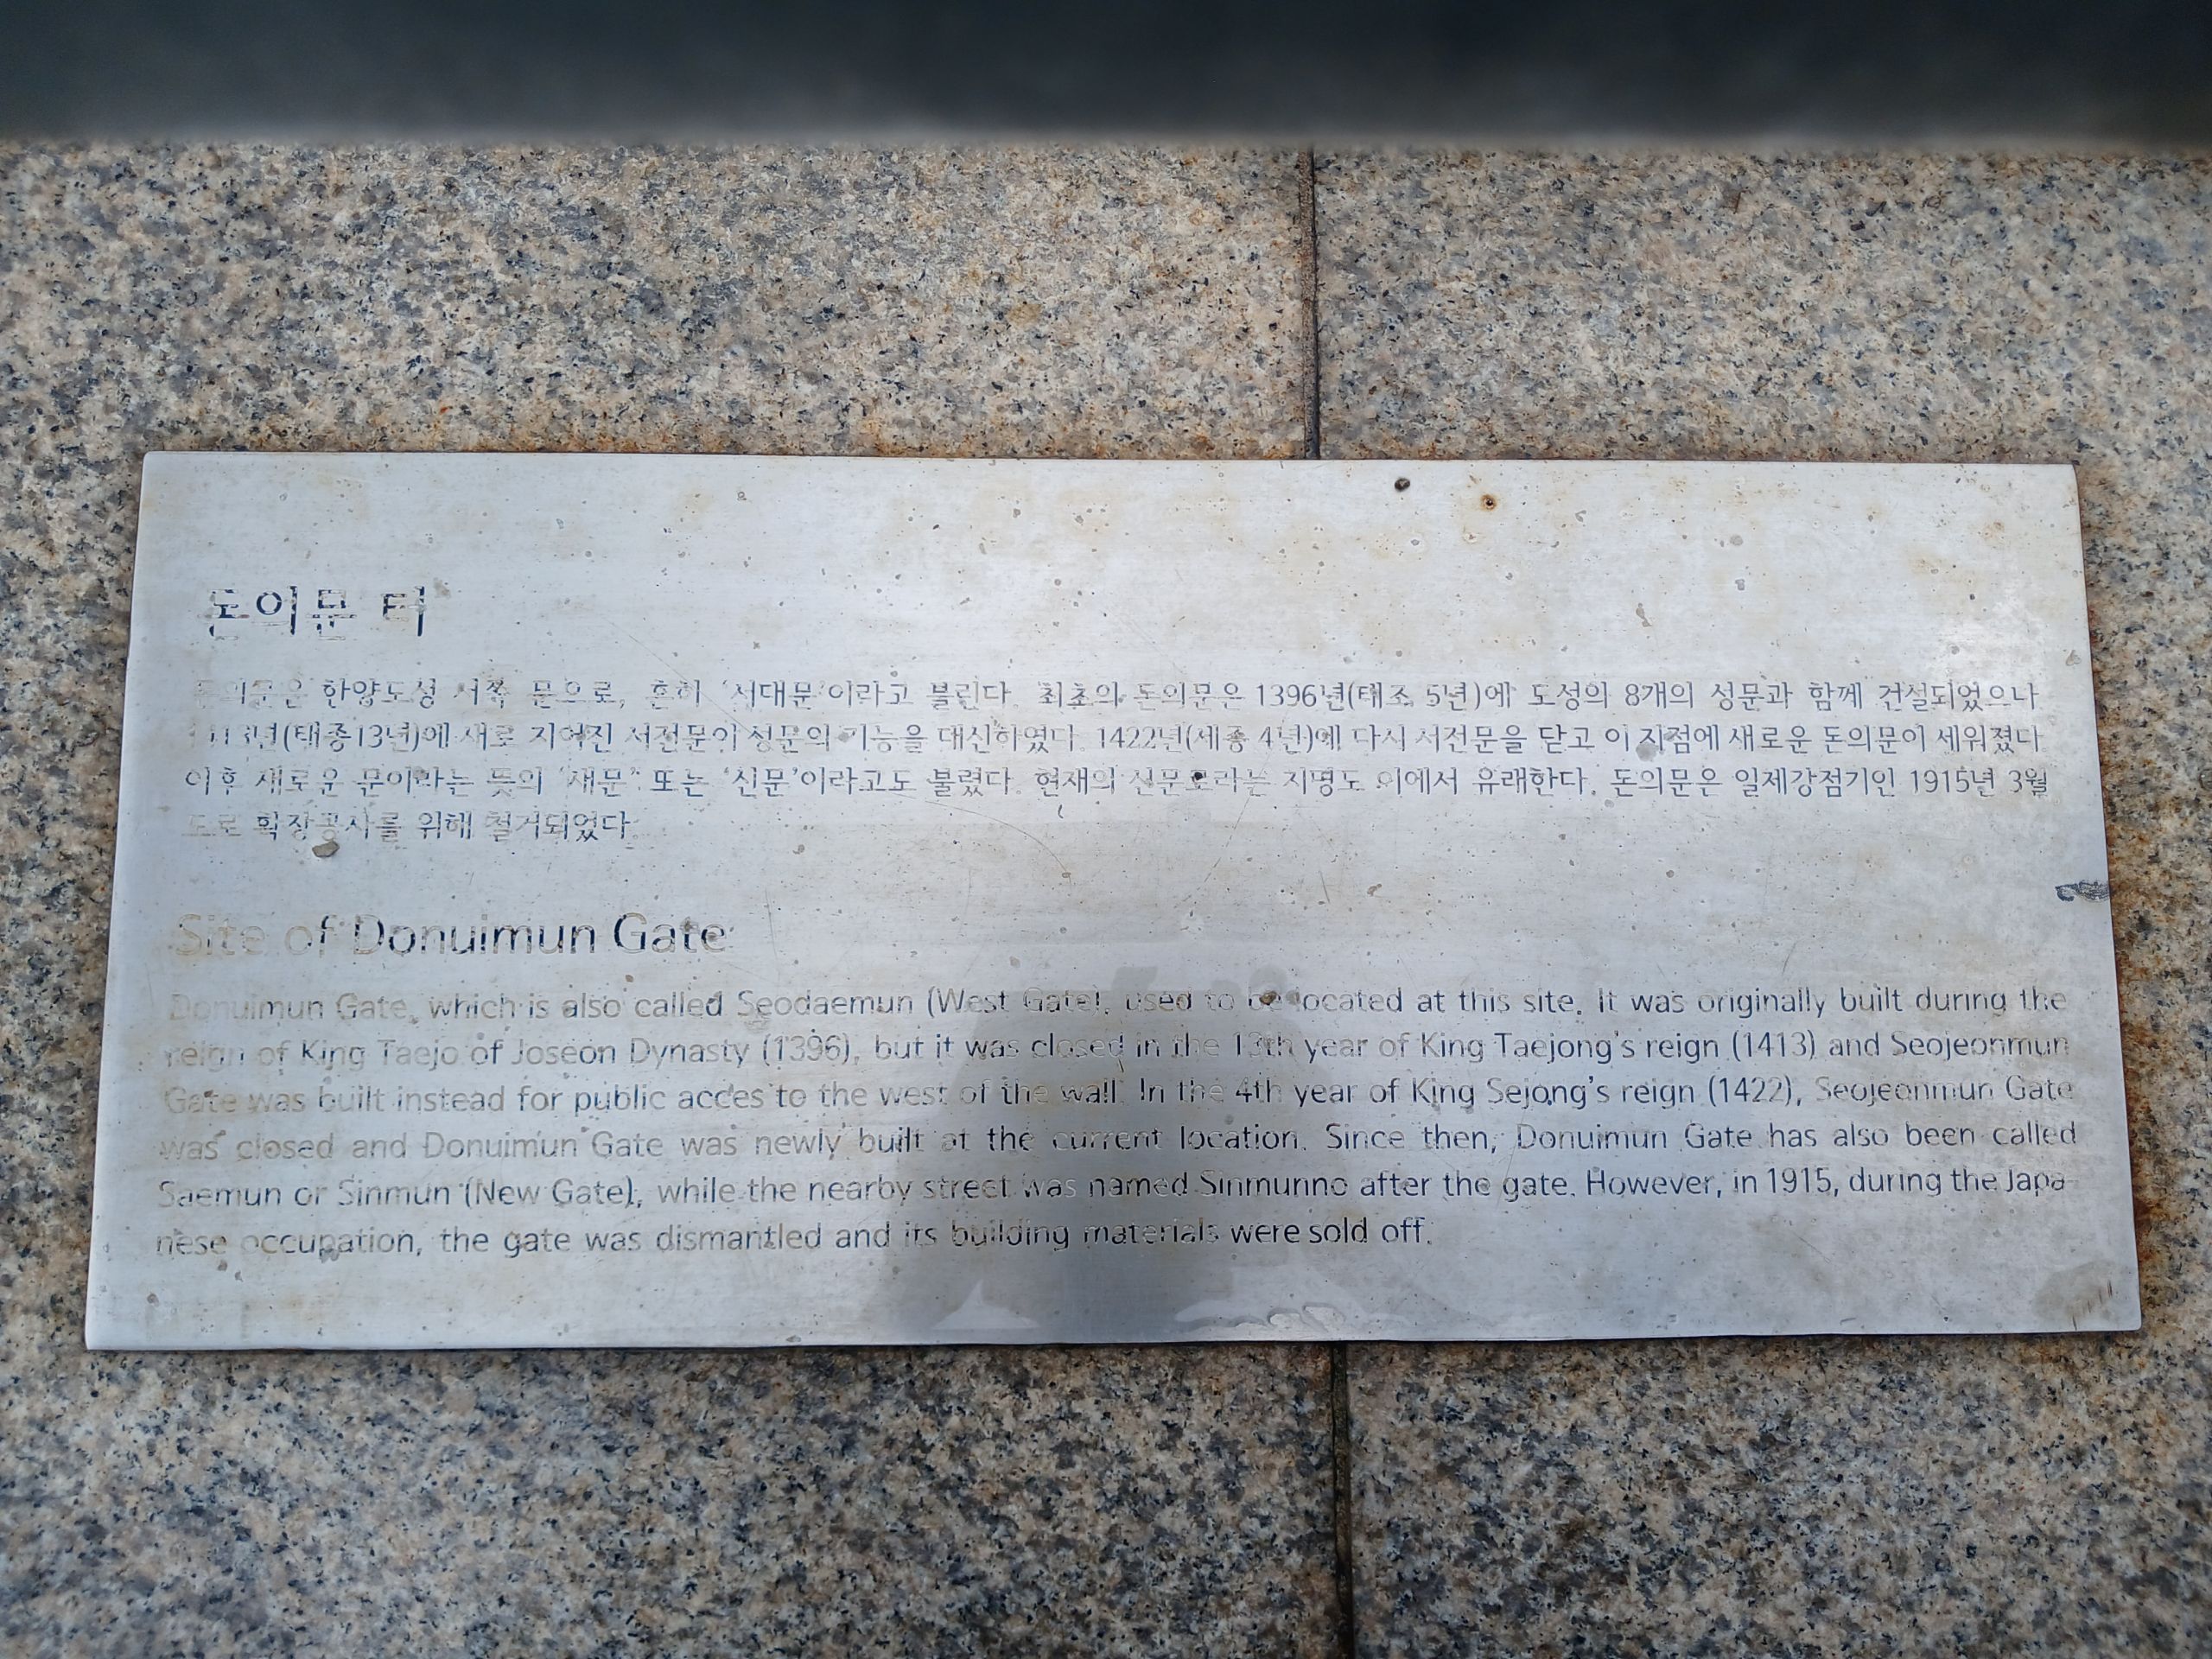 돈의문 터
돈의문은 한양도성 서쪽 문으로, 흔히 '서대문'이라고 불린다. 최초의 돈의문은 1396년(태조 5년)에 도성의 8개의 성문과 함께 건설되었으나
1413년(태종13년)에 새로 지어진 서전문이 성문의 기능을 대신하였다. 1422년(세종 4년)에 다시 서전문을 닫고 이 지점에 새로운 돈의문이 세워졌다
이후 새로운 문이라는 뜻의 '새문' 또는 '신문'이라고도 불렸다. 현재의 신문로라는 지명도 이에서 유래한다. 돈의문은 일제강점기인 1915년 3월
도로 확장공사를 위해 철거되었다.
Site of Donuimun Gate
Donuimun Gate, which is also called Seodaemun (West Gate), used to be located at this site. It was originally built during the
reign of King Taejo of Joseon Dynasty (1396), but it was closed in the 13th year of King Taejong's reign (1413) and Seojeonmun
Gate was built instead for public acces to the west of the wall. In the 4th year of King Sejong's reign (1422), Seojeonmun Gate
was closed and Donuimun Gate was newly built at the current location. Since then, Donuimun Gate has also been called
Saemun or Sinmun (New Gate), while the nearby street was named Sinmunno after the gate. However, in 1915, during the Japa-
nese occupation, the gate was dismantled and its building materials were sold off.